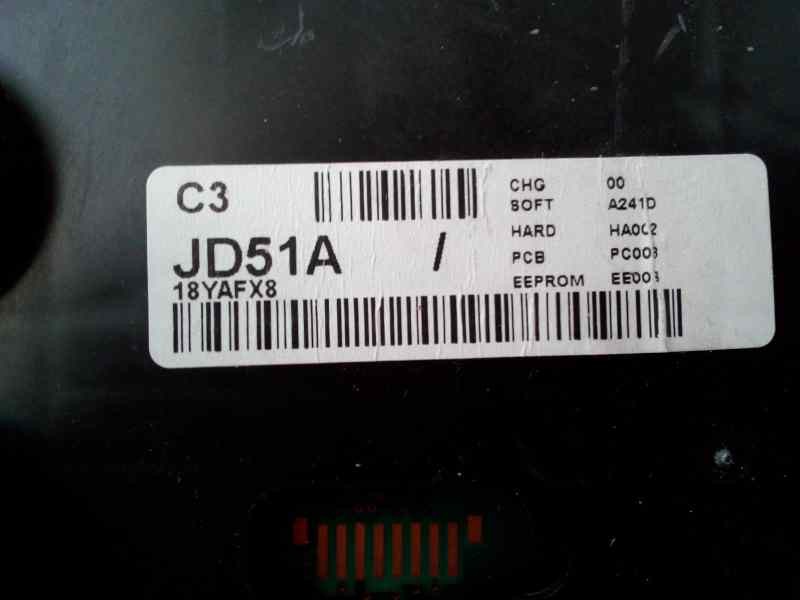 C3
JD51A /
18YAFX8
CHG 00
SOFT A241D
HARD HA002
PCB PC003
EEPROM EE003